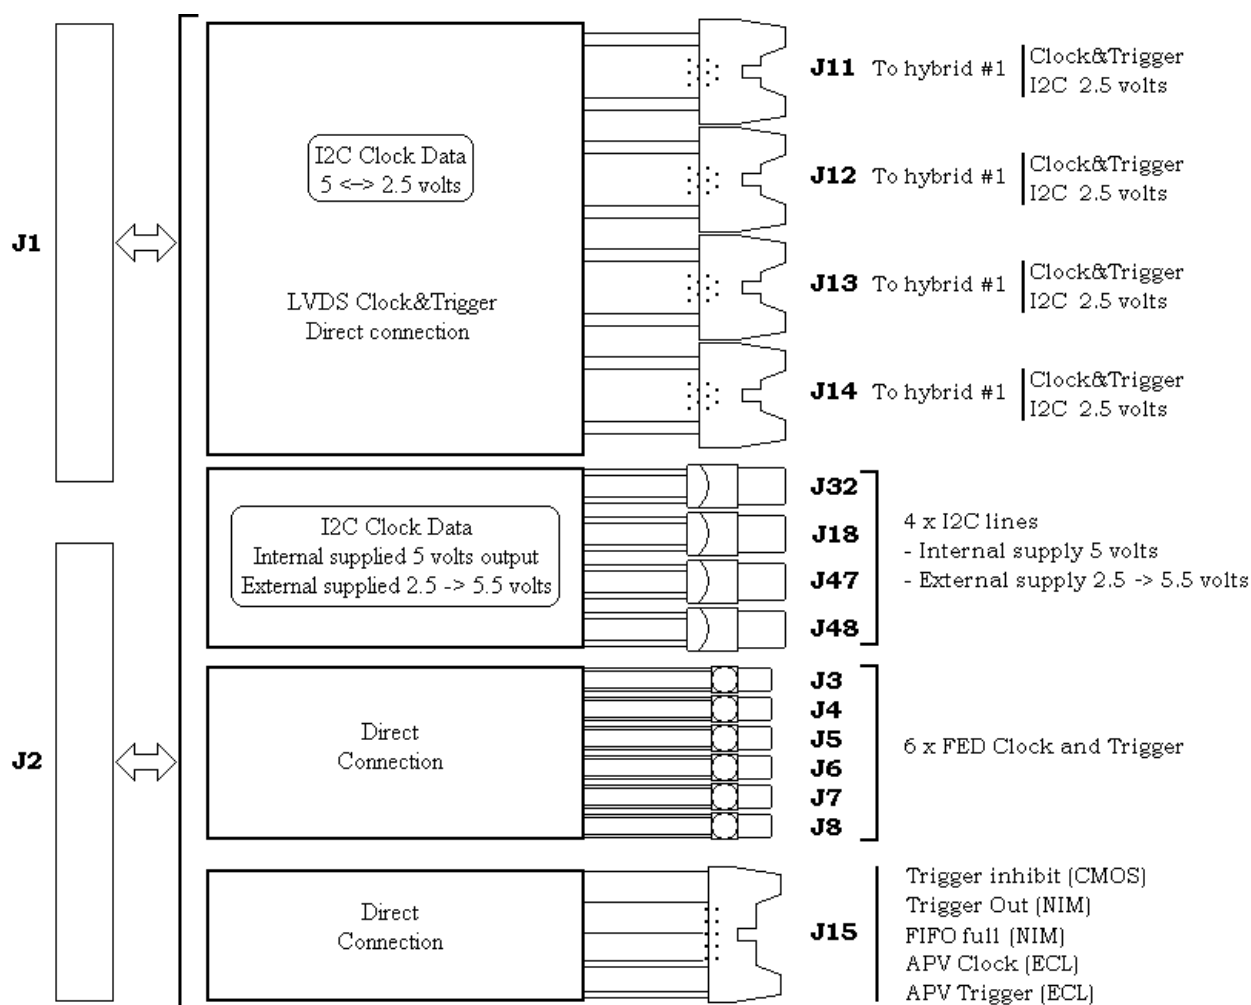 J1
I2C Clock Data
5 <-> 2.5 volts
LVDS Clock&Trigger
Direct connection
J11 To hybrid #1 Clock&Trigger
I2C 2.5 volts
J12 To hybrid #1 Clock&Trigger
I2C 2.5 volts
J13 To hybrid #1 Clock&Trigger
I2C 2.5 volts
J14 To hybrid #1 Clock&Trigger
I2C 2.5 volts
I2C Clock Data
Internal supplied 5 volts output
External supplied 2.5 -> 5.5 volts
J32
J18
J47
J48
4 x I2C lines
- Internal supply 5 volts
- External supply 2.5 -> 5.5 volts
J2
Direct
Connection
J3
J4
J5
J6
J7
J8
6 x FED Clock and Trigger
Direct
Connection
J15
Trigger inhibit (CMOS)
Trigger Out (NIM)
FIFO full (NIM)
APV Clock (ECL)
APV Trigger (ECL)